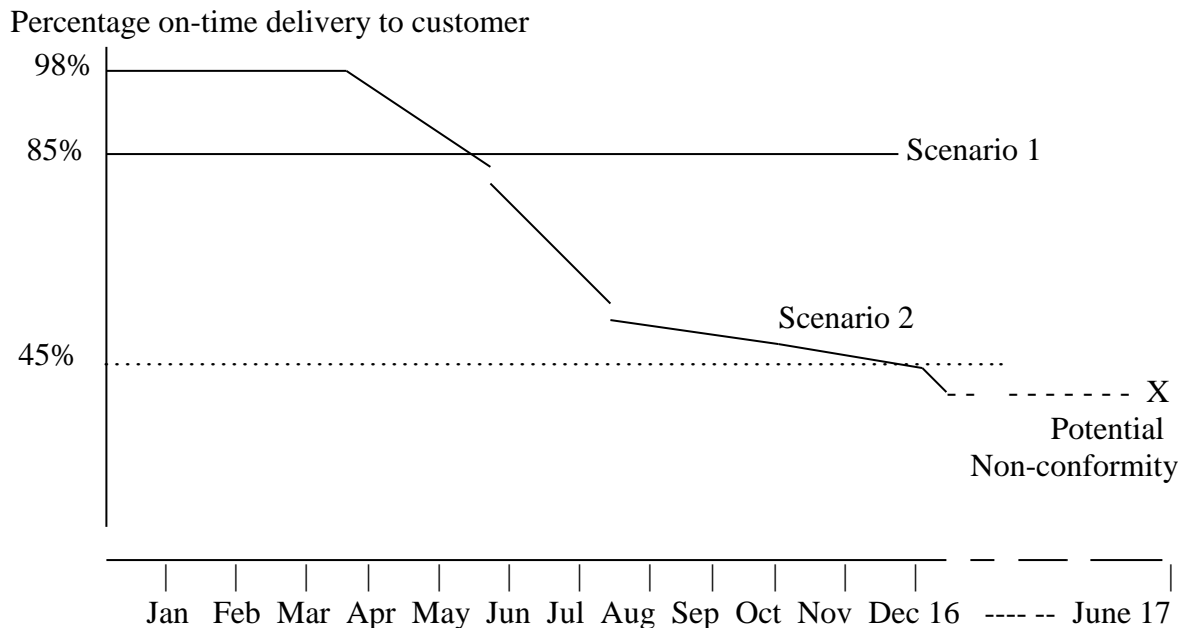 Percentage on-time delivery to customer
98%
85%
Scenario 1
Scenario 2
45%
X
Potential
Non-conformity
Jan Feb Mar Apr May Jun Jul Aug Sep Oct Nov Dec 16 ---- -- June 17